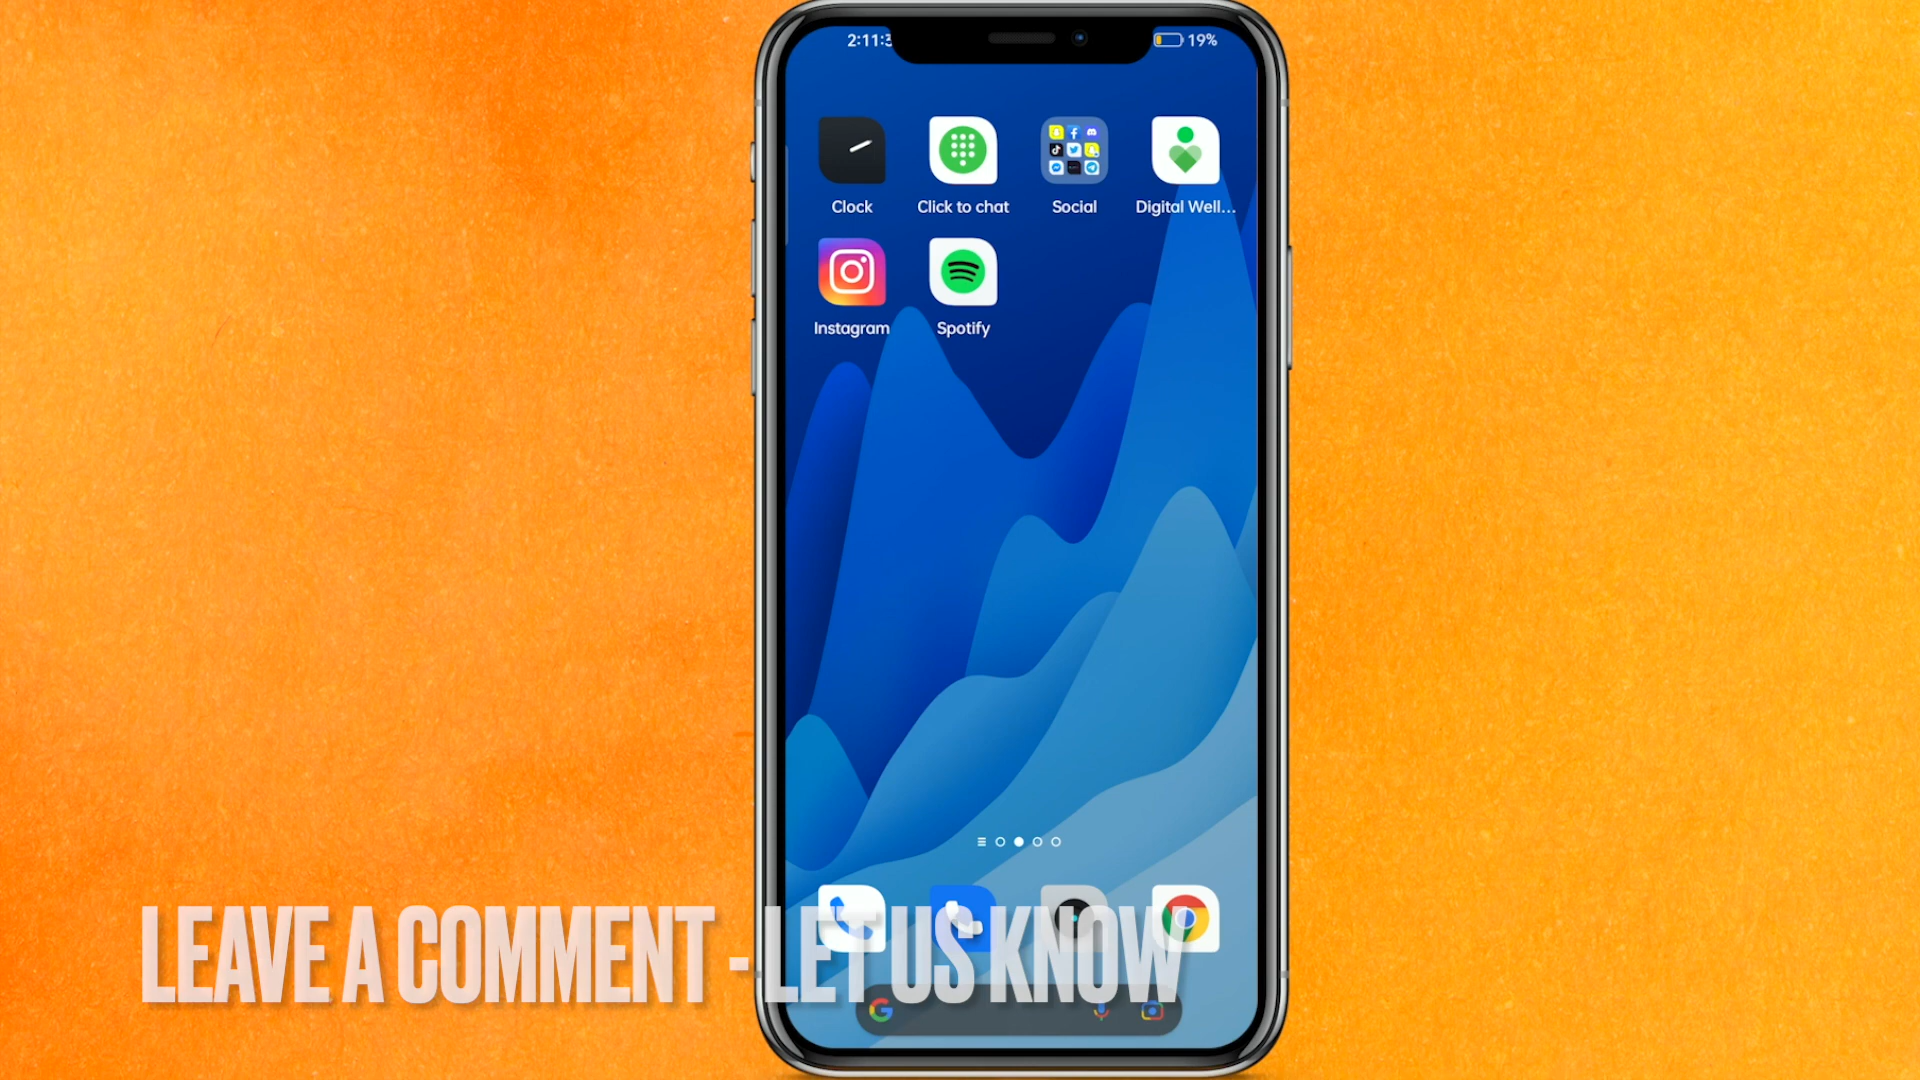 2:11:3
19%
Clock
Click to chat
Social
Digital Well...
Instagram
Spotify
LEAVE A COMMENT - LET US KNOW